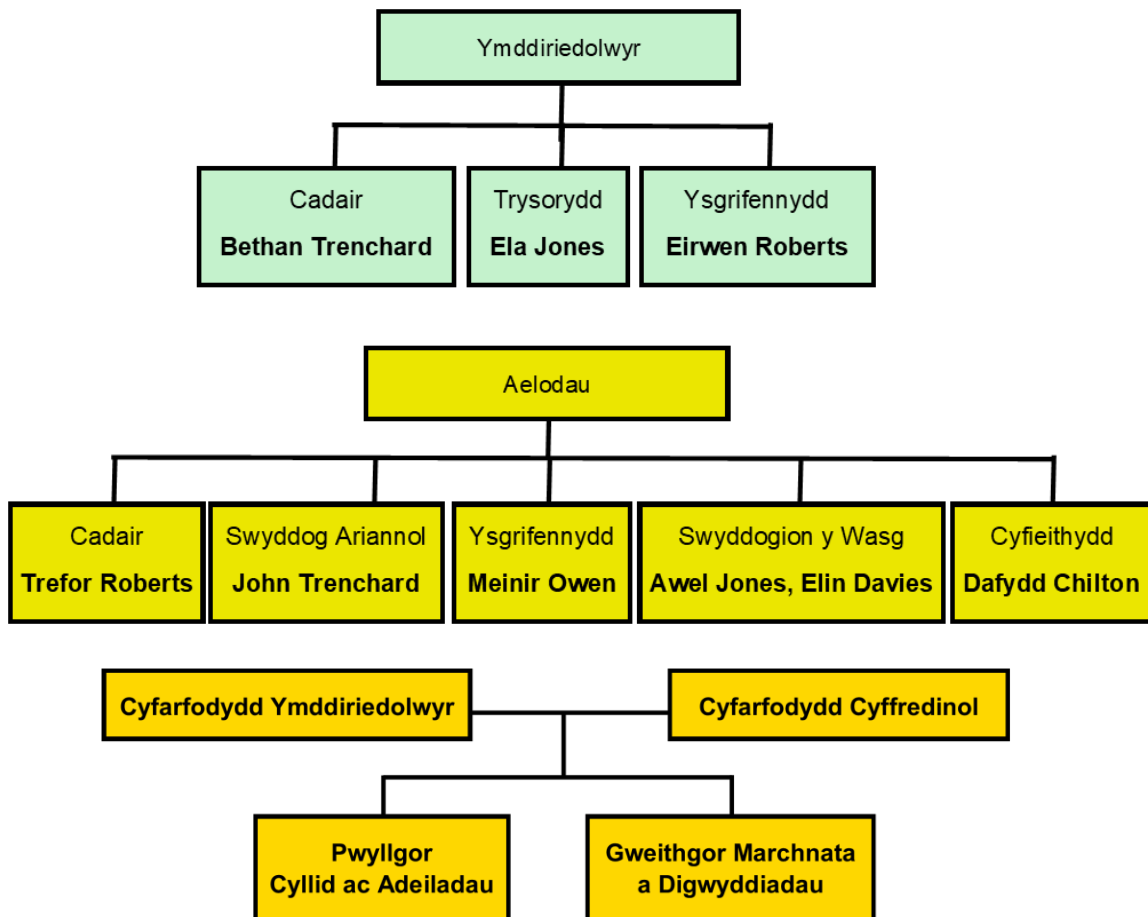 Ymddiriedolwyr
Cadair
Bethan Trenchard
Trysorydd
Ela Jones
Ysgrifennydd
Eirwen Roberts
Aelodau
Cadair
Trefor Roberts
Swyddog Ariannol
John Trenchard
Ysgrifennydd
Meinir Owen
Swyddogion y Wasg
Awel Jones, Elin Davies
Cyfieithydd
Dafydd Chilton
Cyfarfodydd Ymddiriedolwyr
Cyfarfodydd Cyffredinol
Pwyllgor
Cyllid ac Adeiladau
Gweithgor Marchnata
a Digwyddiadau